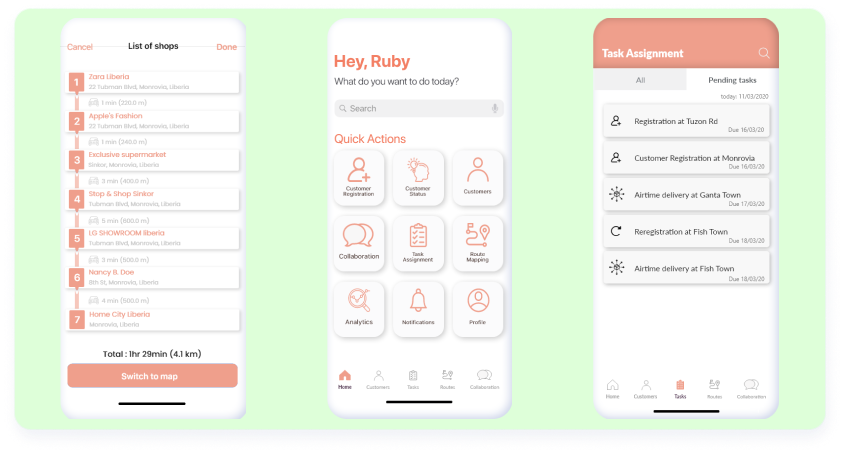 Cancel List of shops Done
1 Zara Liberia
23 Tubman Blvd, Monrovia, Liberia
1 min (220.0 m)
2 Apple's Fashion
22 Tubman Blvd, Monrovia, Liberia
1 min (240.0 m)
3 Exclusive supermarket
Sinkor, Monrovia, Liberia
3 min (400.0 m)
4 Stop & Shop Sinkor
Tubman Blvd, Monrovia, Liberia
5 min (600.0 m)
5 LG SHOWROOM liberia
Tubman Blvd, Monrovia, Liberia
3 min (500.0 m)
6 Nancy B. Doe
11th St, Monrovia, Liberia
4 min (500.0 m)
7 Home City Liberia
Monrovia, Liberia
Total : 1hr 29min (4.1 km)
Switch to map
Hey, Ruby
What do you want to do today?
Search
Quick Actions
Customer
Registration
Customer
Status
Customers
Collaboration
Task
Assignment
Route
Mapping
Analytics
Notifications
Profile
Home Customers Tasks Routes Collaboration
Task Assignment
All Pending tasks
today: 11/03/2020
Registration at Tuzon Rd
Due 16/03/20
Customer Registration at Monrovia
Due 16/03/20
Airtime delivery at Ganta Town
Due 17/03/20
Reregistration at Fish Town
Due 18/03/20
Airtime delivery at Fish Town
Due 18/03/20
Home Customers Tasks Routes Collaboration